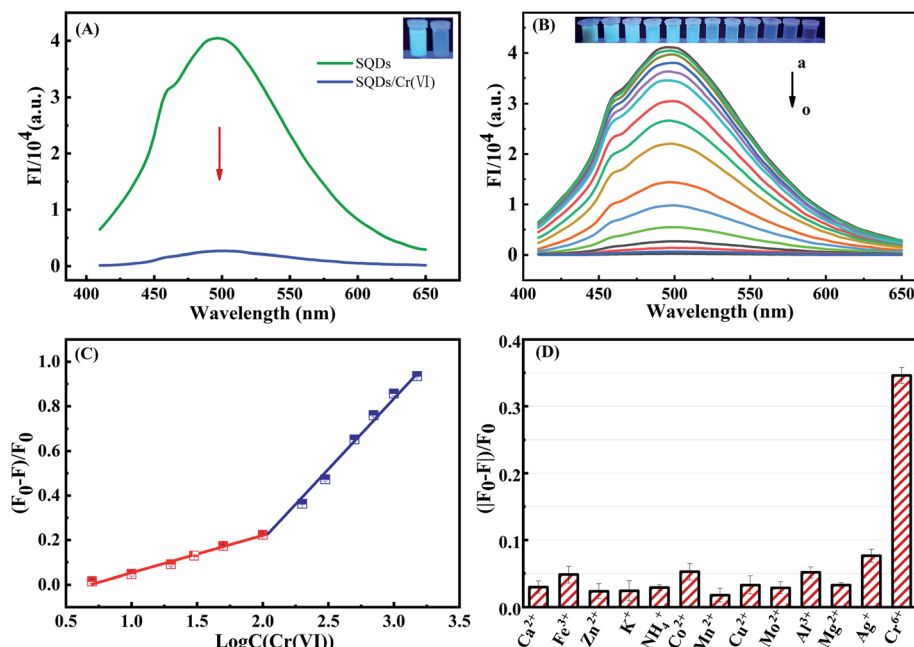 (A)
SQDs
SQDs/Cr(VI)
FI/10⁴(a.u.)
4
3
2
1
0
400 450 500 550 600 650
Wavelength (nm)
(B)
a
o
FI/10⁴ (a.u.)
4
3
2
1
0
400 450 500 550 600 650
Wavelength (nm)
(C)
(F₀-F)/F₀
1.0
0.8
0.6
0.4
0.2
0.0
0.5 1.0 1.5 2.0 2.5 3.0 3.5
LogC(Cr(VI))
(D)
(|F₀-F|)/F₀
0.4
0.3
0.2
0.1
0.0
Ca²⁺ Fe³⁺ Zn²⁺ K⁺ NH₄⁺ Co²⁺ Mn²⁺ Cu²⁺ Mo²⁺ Al³⁺ Mg²⁺ Ag⁺ Cr⁶⁺